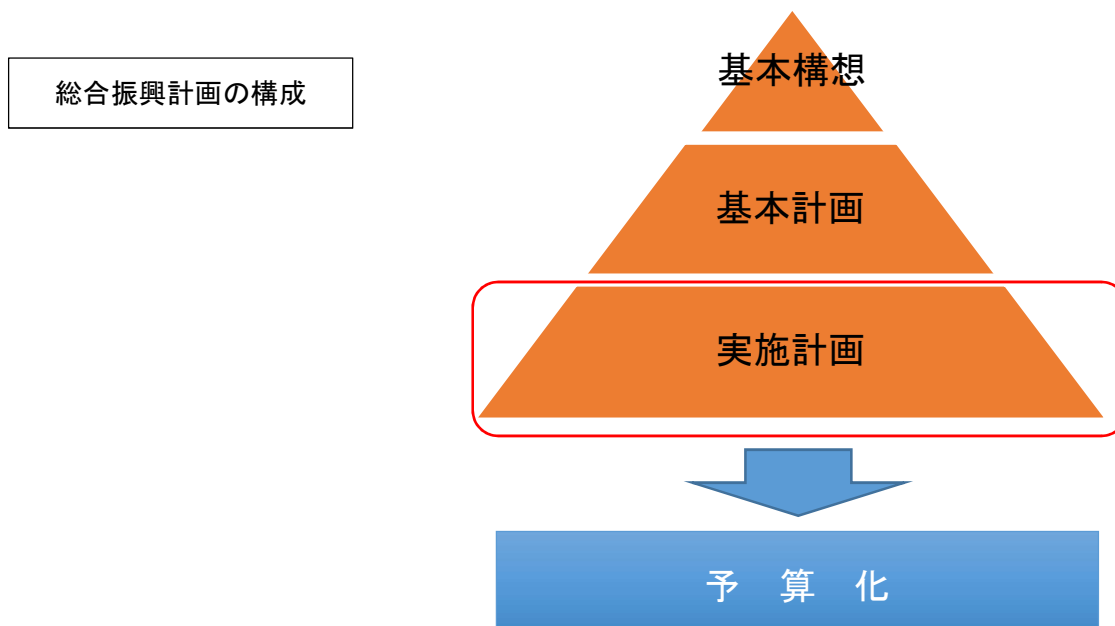 総合振興計画の構成
基本構想
基本計画
実施計画
予 算 化